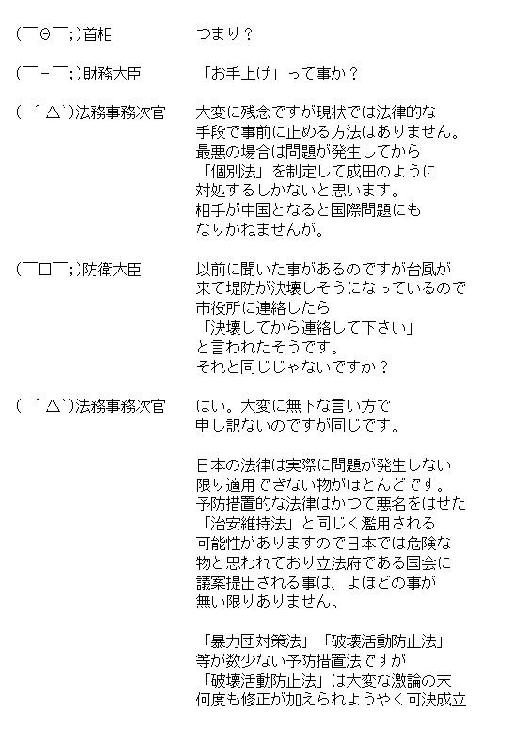 (￣Θ￣;)首相 つまり？
(￣－￣;)財務大臣 「お手上げ」って事か？
( ´△`)法務事務次官 大変に残念ですが現状では法律的な
手段で事前に止める方法はありません。
最悪の場合は問題が発生してから
「個別法」を制定して成田のように
対処するしかないと思います。
相手が中国となると国際問題にも
なりかねませんが。
(￣□￣;)防衛大臣 以前に聞いた事があるのですが台風が
来て堤防が決壊しそうになっているので
市役所に連絡したら
「決壊してから連絡して下さい」
と言われたそうです。
それと同じじゃないですか？
( ´△`)法務事務次官 はい。大変に無下な言い方で
申し訳ないのですが同じです。
日本の法律は実際に問題が発生しない
限り適用できない物がほとんどです。
予防措置的な法律はかつて悪名をはせた
「治安維持法」と同じく濫用される
可能性がありますので日本では危険な
物と思われており立法府である国会に
議案提出される事は、よほどの事が
無い限りありません、
「暴力団対策法」「破壊活動防止法」
等が数少ない予防措置法ですが
「破壊活動防止法」は大変な激論の末
何度も修正が加えられようやく可決成立